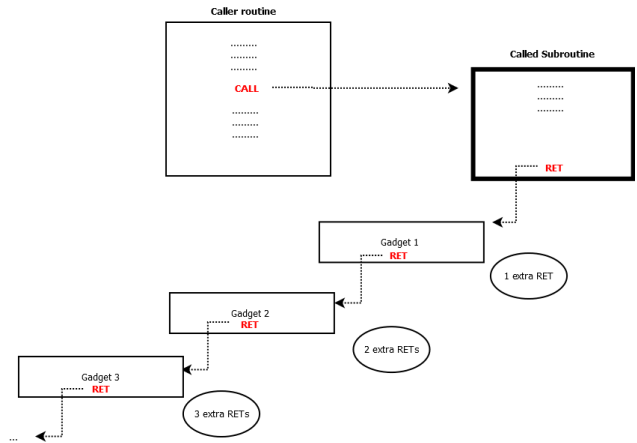 Caller routine
.........
.........
.........
CALL
.........
.........
.........
Called Subroutine
.........
.........
.........
RET
Gadget 1
RET
1 extra RET
Gadget 2
RET
2 extra RETs
Gadget 3
RET
3 extra RETs
...